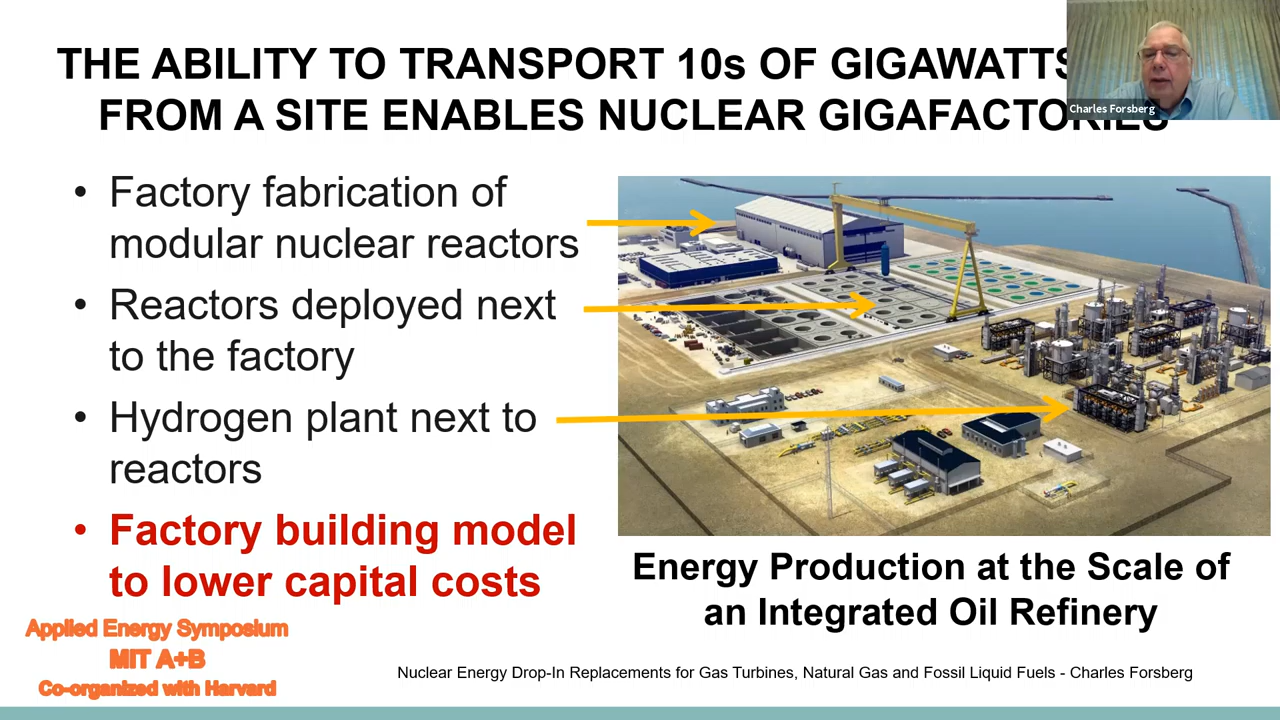 THE ABILITY TO TRANSPORT 10s OF GIGAWATTS
FROM A SITE ENABLES NUCLEAR GIGAFACTORIES
Charles Forsberg
• Factory fabrication of
modular nuclear reactors
• Reactors deployed next
to the factory
• Hydrogen plant next to
reactors
• Factory building model
to lower capital costs
Energy Production at the Scale of
an Integrated Oil Refinery
Applied Energy Symposium
MIT A+B
Co-organized with Harvard
Nuclear Energy Drop-In Replacements for Gas Turbines, Natural Gas and Fossil Liquid Fuels - Charles Forsberg